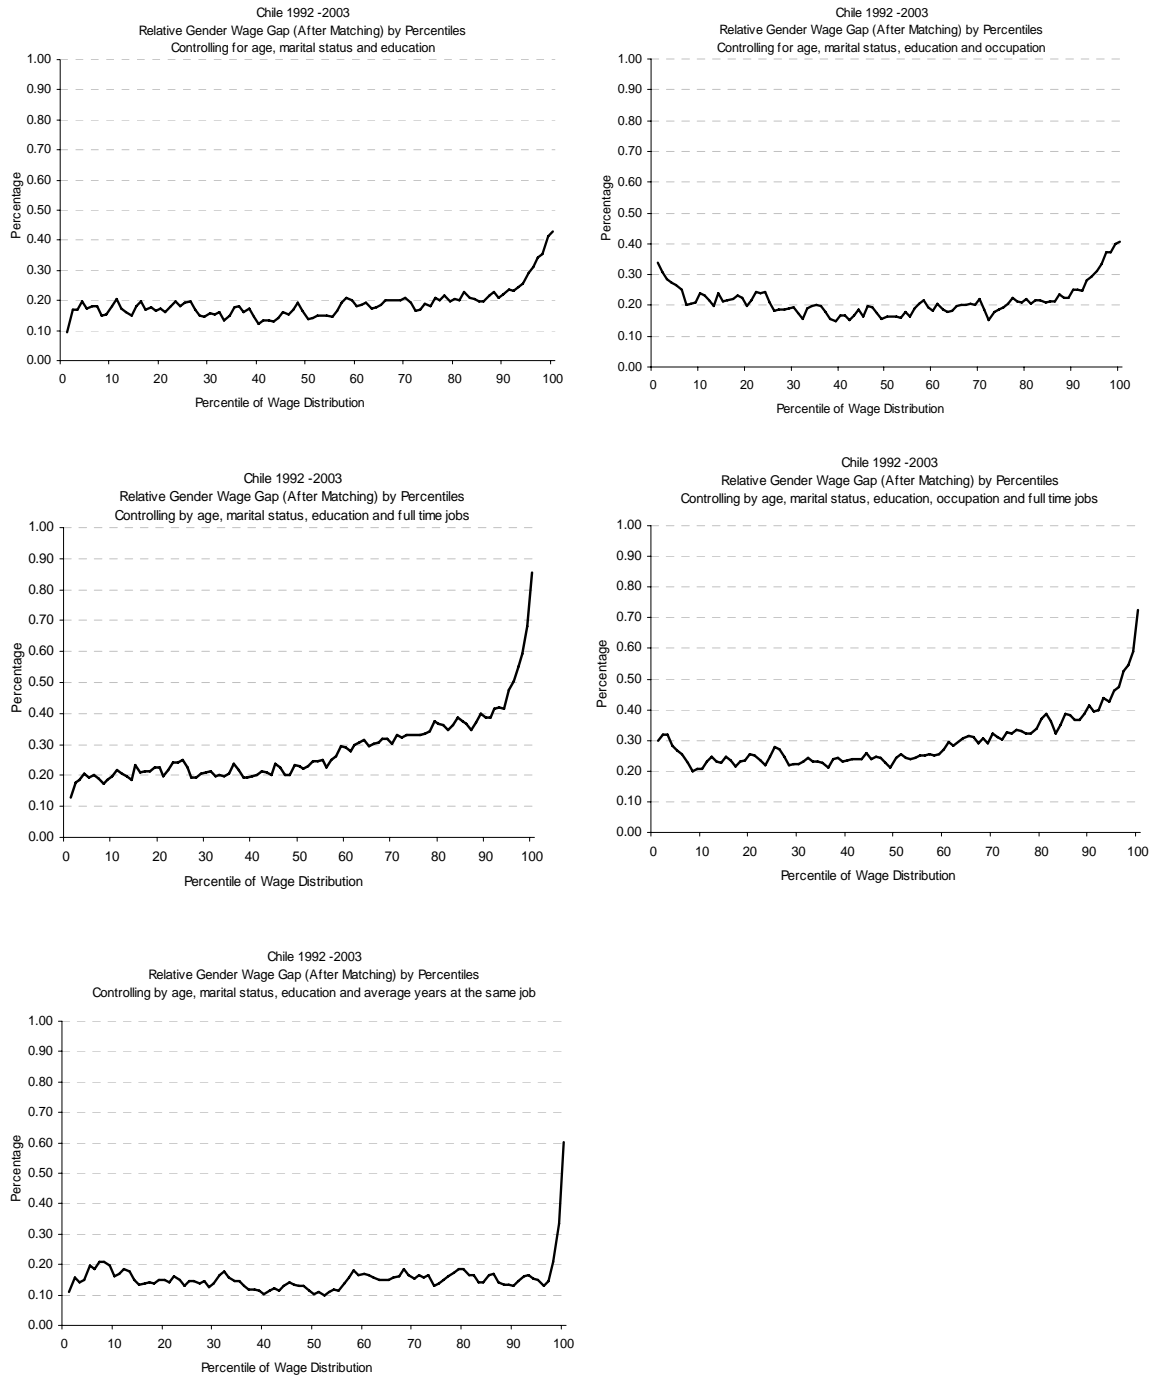 Chile 1992 -2003
Relative Gender Wage Gap (After Matching) by Percentiles
Controlling for age, marital status and education
1.00
0.90
0.80
0.70
0.60
0.50
0.40
0.30
0.20
0.10
0.00
Percentage
0 10 20 30 40 50 60 70 80 90 100
Percentile of Wage Distribution
Chile 1992 -2003
Relative Gender Wage Gap (After Matching) by Percentiles
Controlling for age, marital status, education and occupation
1.00
0.90
0.80
0.70
0.60
0.50
0.40
0.30
0.20
0.10
0.00
Percentage
0 10 20 30 40 50 60 70 80 90 100
Percentile of Wage Distribution
Chile 1992 -2003
Relative Gender Wage Gap (After Matching) by Percentiles
Controlling by age, marital status, education and full time jobs
1.00
0.90
0.80
0.70
0.60
0.50
0.40
0.30
0.20
0.10
0.00
Percentage
0 10 20 30 40 50 60 70 80 90 100
Percentile of Wage Distribution
Chile 1992 -2003
Relative Gender Wage Gap (After Matching) by Percentiles
Controlling by age, marital status, education, occupation and full time jobs
1.00
0.90
0.80
0.70
0.60
0.50
0.40
0.30
0.20
0.10
0.00
Percentage
0 10 20 30 40 50 60 70 80 90 100
Percentile of Wage Distribution
Chile 1992 -2003
Relative Gender Wage Gap (After Matching) by Percentiles
Controlling by age, marital status, education and average years at the same job
1.00
0.90
0.80
0.70
0.60
0.50
0.40
0.30
0.20
0.10
0.00
Percentage
0 10 20 30 40 50 60 70 80 90 100
Percentile of Wage Distribution